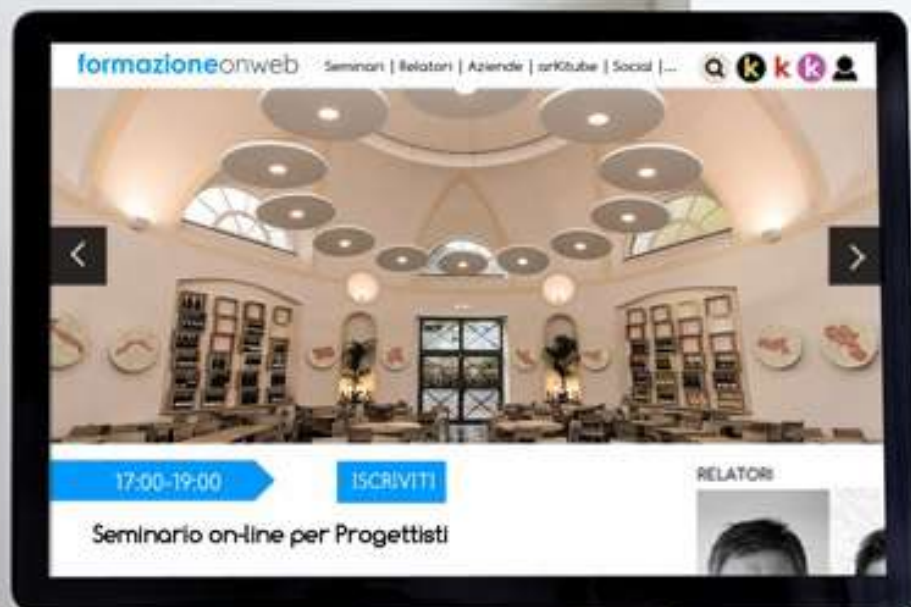 formazioneonweb Seminari | Relatori | Aziende | arKitube | Social |...
k k k
17:00-19:00 ISCRIVITI
RELATORI
Seminario on-line per Progettisti